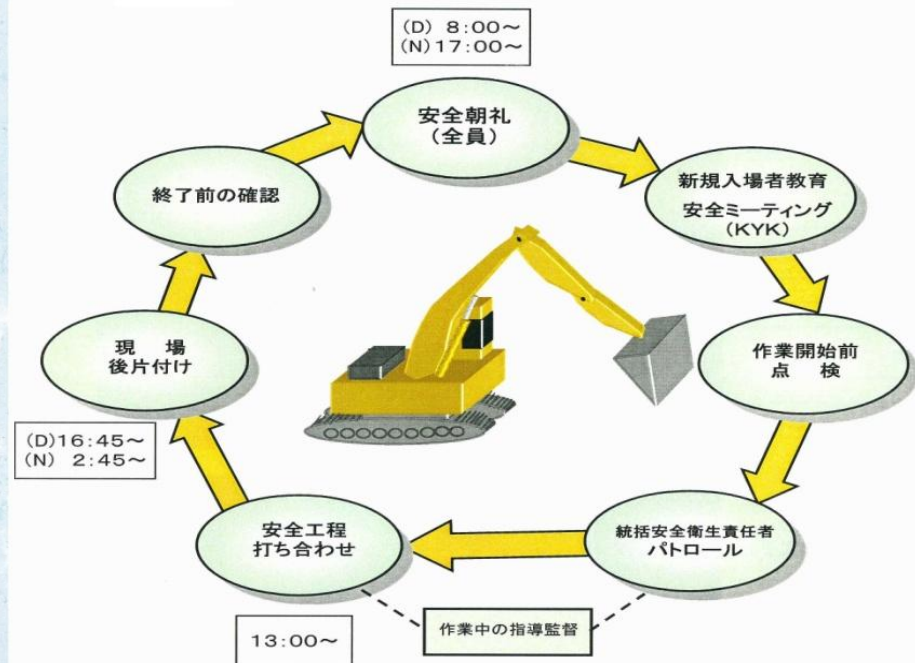 (D) 8:00～
(N)17:00～
安全朝礼
(全員)
新規入場者教育
安全ミーティング
(KYK)
作業開始前
点　検
統括安全衛生責任者
パトロール
作業中の指導監督
安全工程
打ち合わせ
13:00～
現　場
後片付け
(D)16:45～
(N) 2:45～
終了前の確認